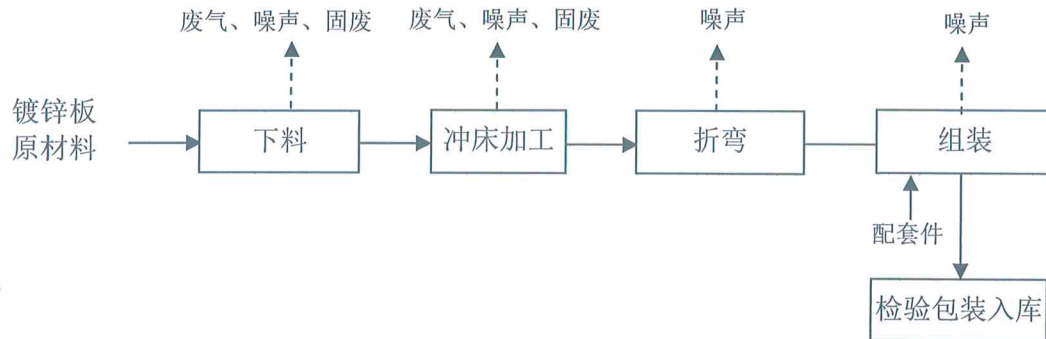 废气、噪声、固废
废气、噪声、固废
噪声
噪声
镀锌板
原材料
下料
冲床加工
折弯
组装
配套件
检验包装入库